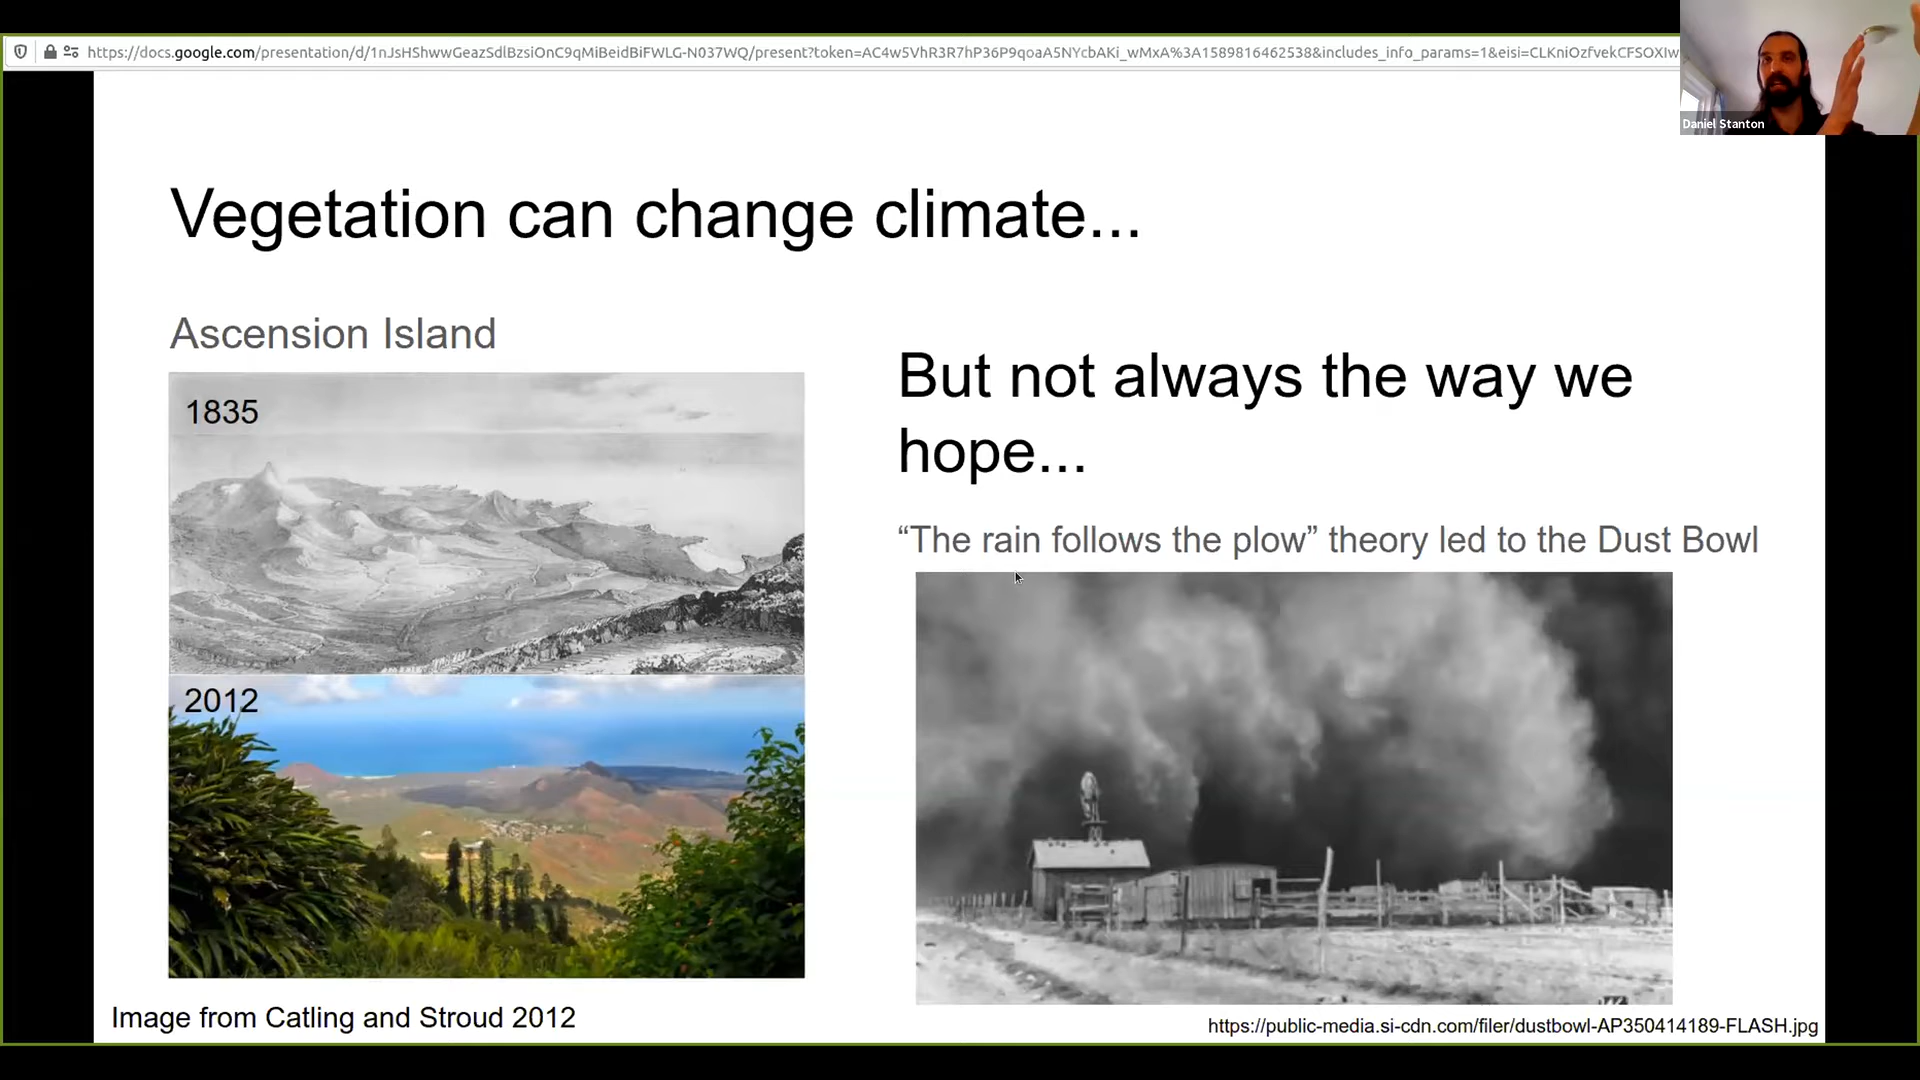 https://docs.google.com/presentation/d/1nJsHShwwGeazSdlBzsiOnC9qMiBeidBiFWLG-N037WQ/present?token=AC4w5VhR3R7hP36P9qoaA5NYcbAKi_wMxA%3A1589816462538&includes_info_params=1&eisi=CLKniOzfvekCFSOXIw
Daniel Stanton
Vegetation can change climate...
Ascension Island
1835
2012
Image from Catling and Stroud 2012
But not always the way we
hope...
“The rain follows the plow” theory led to the Dust Bowl
https://public-media.si-cdn.com/filer/dustbowl-AP350414189-FLASH.jpg